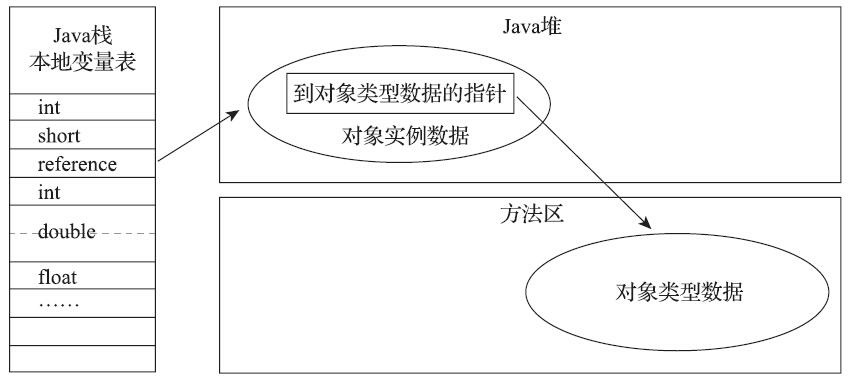 Java栈
本地变量表
int
short
reference
int
double
float
……
Java堆
到对象类型数据的指针
对象实例数据
方法区
对象类型数据